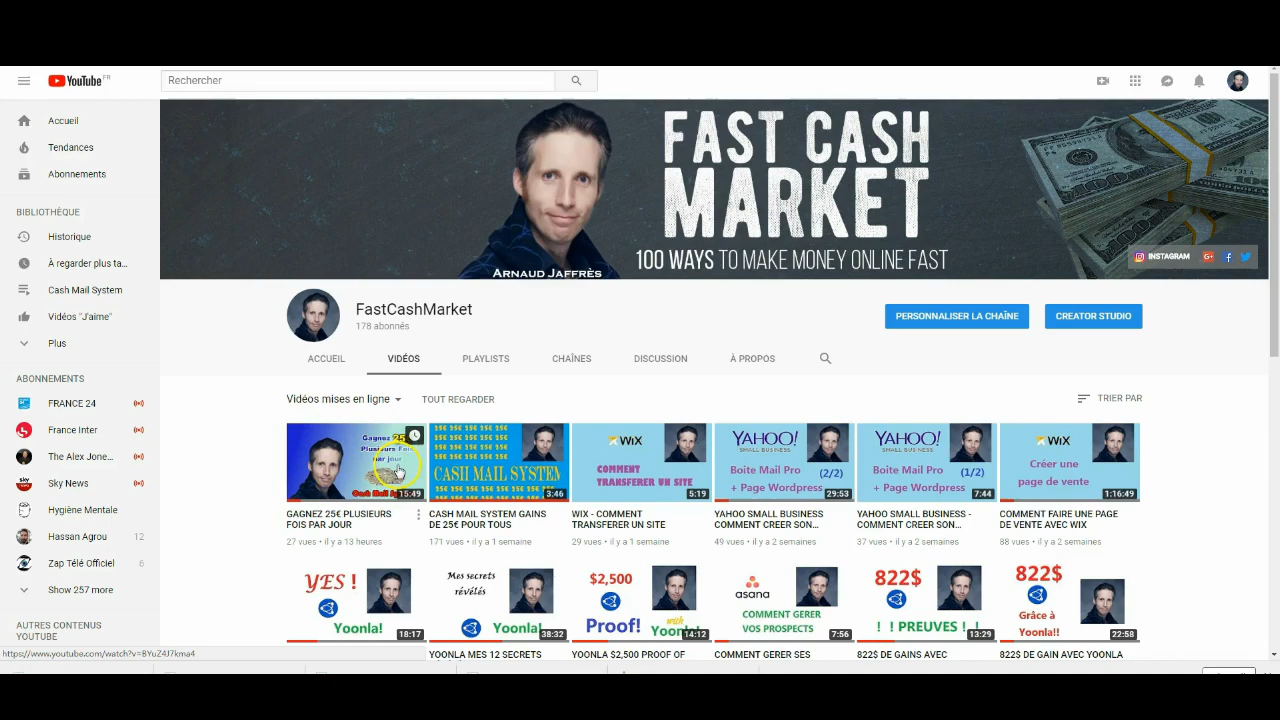 YouTube FR
Rechercher
Accueil
Tendances
Abonnements
BIBLIOTHÈQUE
Historique
À regarder plus ta...
Cash Mail System
Vidéos "J'aime"
Plus
ABONNEMENTS
FRANCE 24
France Inter
The Alex Jone...
Sky News
Hygiène Mentale
Hassan Agrou 12
Zap Télé Officiel 6
Show 257 more
AUTRES CONTENUS
YOUTUBE
FAST CASH
MARKET
100 WAYS TO MAKE MONEY ONLINE FAST
ARNAUD JAFFRÈS
INSTAGRAM
FastCashMarket
178 abonnés
PERSONNALISER LA CHAÎNE
CREATOR STUDIO
ACCUEIL VIDÉOS PLAYLISTS CHAÎNES DISCUSSION À PROPOS
Vidéos mises en ligne TOUT REGARDER TRIER PAR
Gagnez 25
Plusieurs Fois
par jour
15:49
GAGNEZ 25€ PLUSIEURS
FOIS PAR JOUR
27 vues • il y a 13 heures
CASH MAIL SYSTEM
3:46
CASH MAIL SYSTEM GAINS
DE 25€ POUR TOUS
171 vues • il y a 1 semaine
WiX
COMMENT
TRANSFERER UN SITE
5:19
WIX - COMMENT
TRANSFERER UN SITE
29 vues • il y a 1 semaine
YAHOO!
SMALL BUSINESS
Boite Mail Pro (2/2)
+ Page Wordpress
29:53
YAHOO SMALL BUSINESS
COMMENT CREER SON...
49 vues • il y a 2 semaines
YAHOO!
SMALL BUSINESS
Boite Mail Pro (1/2)
+ Page Wordpress
7:44
YAHOO SMALL BUSINESS -
COMMENT CREER SON...
37 vues • il y a 2 semaines
WiX
Créer une
page de vente
1:16:49
COMMENT FAIRE UNE PAGE
DE VENTE AVEC WIX
88 vues • il y a 2 semaines
YES !
Yoonla!
18:17
Mes secrets
révélés
Yoonla!
38:32
YOONLA MES 12 SECRETS
$2,500
Proof!
with
Yoonla
14:12
YOONLA $2,500 PROOF OF
asana
COMMENT GERER
VOS PROSPECTS
7:56
COMMENT GERER SES
822$
! ! PREUVES ! !
13:29
822$ DE GAINS AVEC
822$
Grâce à
Yoonla!!
22:58
822$ DE GAIN AVEC YOONLA
https://www.youtube.com/watch?v=BYuZ4J7kma4